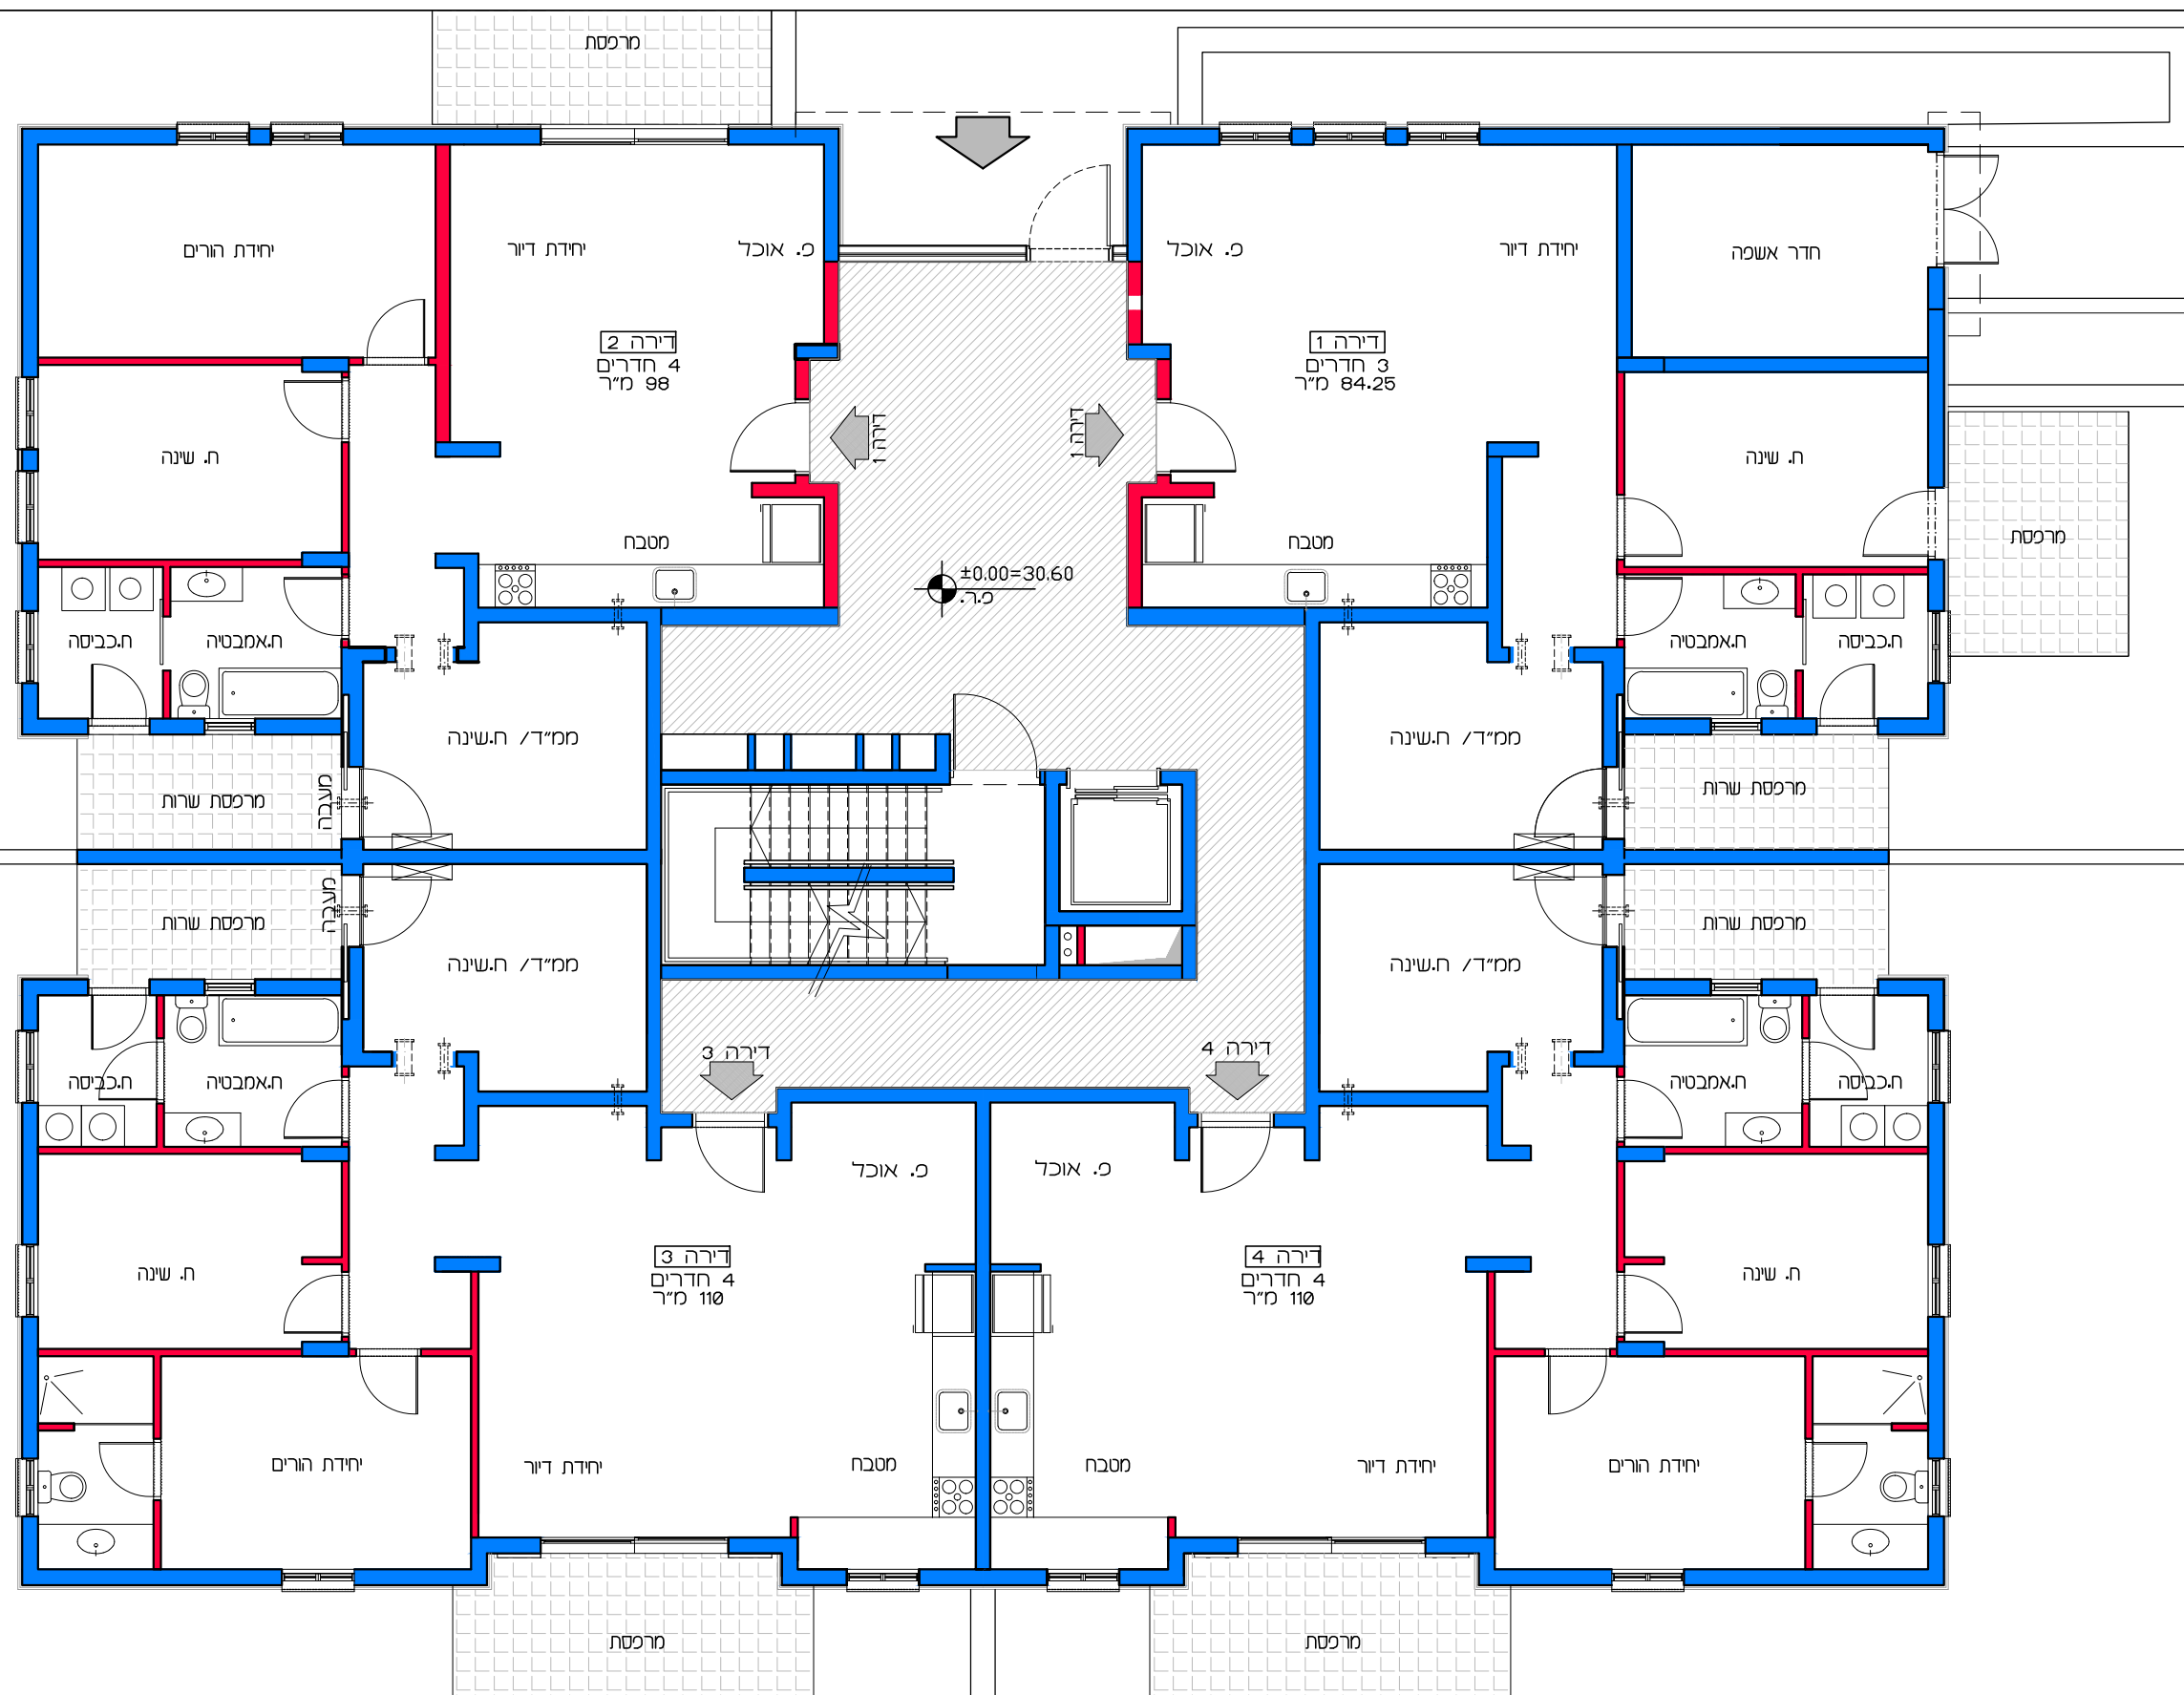 מרפסת
יחידת הורים
יחידת דיור
פ. אוכל
פ. אוכל
יחידת דיור
חדר אשפה
דירה 2
4 חדרים
98 מ"ר
דירה 1
3 חדרים
84.25 מ"ר
דירה 1
דירה 1
ח. שינה
ח. שינה
מטבח
מטבח
מרפסת
±0.00=30.60
פ.ר.
ח.כביסה
ח.אמבטיה
ח.אמבטיה
ח.כביסה
ממ"ד/ ח.שינה
ממ"ד/ ח.שינה
מרפסת שרות
מעבה
מרפסת שרות
מרפסת שרות
מעבה
מרפסת שרות
ממ"ד/ ח.שינה
ממ"ד/ ח.שינה
דירה 3
דירה 4
ח.כביסה
ח.אמבטיה
ח.אמבטיה
ח.כביסה
פ. אוכל
פ. אוכל
ח. שינה
דירה 3
4 חדרים
110 מ"ר
דירה 4
4 חדרים
110 מ"ר
ח. שינה
יחידת הורים
יחידת דיור
מטבח
מטבח
יחידת דיור
יחידת הורים
מרפסת
מרפסת